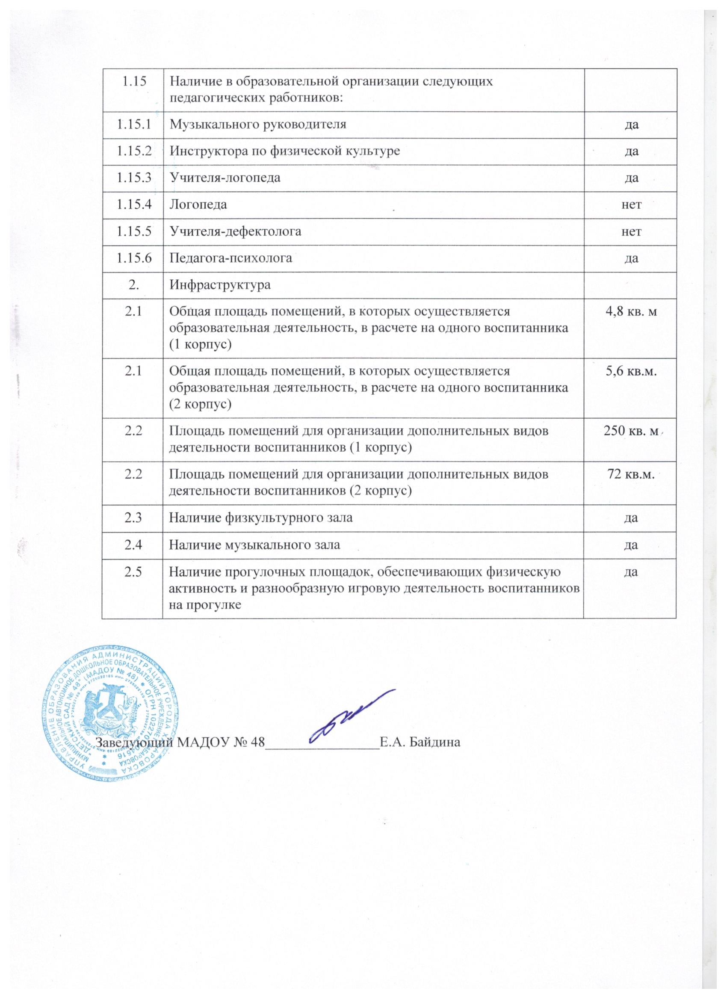 1.15 Наличие в образовательной организации следующих
педагогических работников:
1.15.1 Музыкального руководителя да
1.15.2 Инструктора по физической культуре да
1.15.3 Учителя-логопеда да
1.15.4 Логопеда нет
1.15.5 Учителя-дефектолога нет
1.15.6 Педагога-психолога да
2. Инфраструктура
2.1 Общая площадь помещений, в которых осуществляется 4,8 кв. м
образовательная деятельность, в расчете на одного воспитанника
(1 корпус)
2.1 Общая площадь помещений, в которых осуществляется 5,6 кв.м.
образовательная деятельность, в расчете на одного воспитанника
(2 корпус)
2.2 Площадь помещений для организации дополнительных видов 250 кв. м
деятельности воспитанников (1 корпус)
2.2 Площадь помещений для организации дополнительных видов 72 кв.м.
деятельности воспитанников (2 корпус)
2.3 Наличие физкультурного зала да
2.4 Наличие музыкального зала да
2.5 Наличие прогулочных площадок, обеспечивающих физическую да
активность и разнообразную игровую деятельность воспитанников
на прогулке
УПРАВЛЕНИЕ ОБРАЗОВАНИЯ АДМИНИСТРАЦИИ ГОРОДА ХАБАРОВСКА
МУНИЦИПАЛЬНОЕ АВТОНОМНОЕ ДОШКОЛЬНОЕ ОБРАЗОВАТЕЛЬНОЕ УЧРЕЖДЕНИЕ Г. ХАБАРОВСКА
"ДЕТСКИЙ САД № 48" (МАДОУ № 48) * ОГРН
Заведующий МАДОУ № 48________________Е.А. Байдина